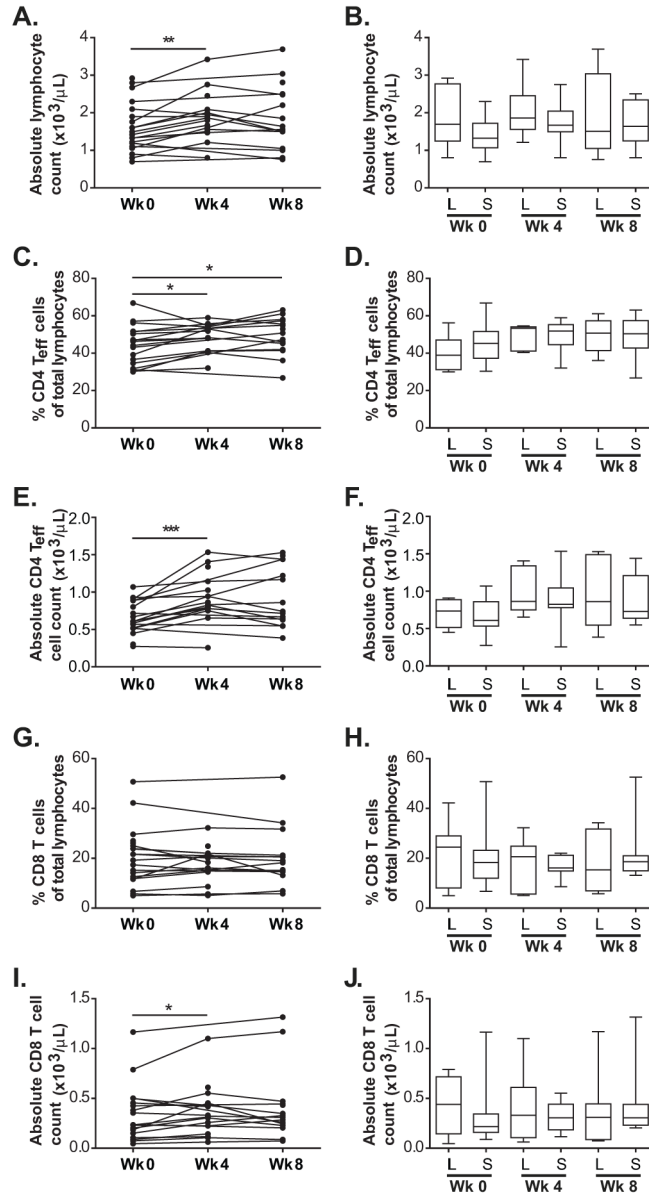 A.
**
Absolute lymphocyte
count (x10³/μL)
4
3
2
1
0
Wk 0 Wk 4 Wk 8
B.
Absolute lymphocyte
count (x10³/μL)
4
3
2
1
0
L S L S L S
Wk 0 Wk 4 Wk 8
C.
*
*
% CD4 Teff cells
of total lymphocytes
80
60
40
20
0
Wk 0 Wk 4 Wk 8
D.
% CD4 Teff cells
of total lymphocytes
80
60
40
20
0
L S L S L S
Wk 0 Wk 4 Wk 8
E.
***
Absolute CD4 Teff
cell count (x10³/μL)
2.0
1.5
1.0
0.5
0.0
Wk 0 Wk 4 Wk 8
F.
Absolute CD4 Teff
cell count (x10³/μL)
2.0
1.5
1.0
0.5
0.0
L S L S L S
Wk 0 Wk 4 Wk 8
G.
% CD8 T cells
of total lymphocytes
60
40
20
0
Wk 0 Wk 4 Wk 8
H.
% CD8 T cells
of total lymphocytes
60
40
20
0
L S L S L S
Wk 0 Wk 4 Wk 8
I.
*
Absolute CD8 T cell
count (x10³/μL)
1.5
1.0
0.5
0.0
Wk 0 Wk 4 Wk 8
J.
Absolute CD8 T cell
count (x10³/μL)
1.5
1.0
0.5
0.0
L S L S L S
Wk 0 Wk 4 Wk 8